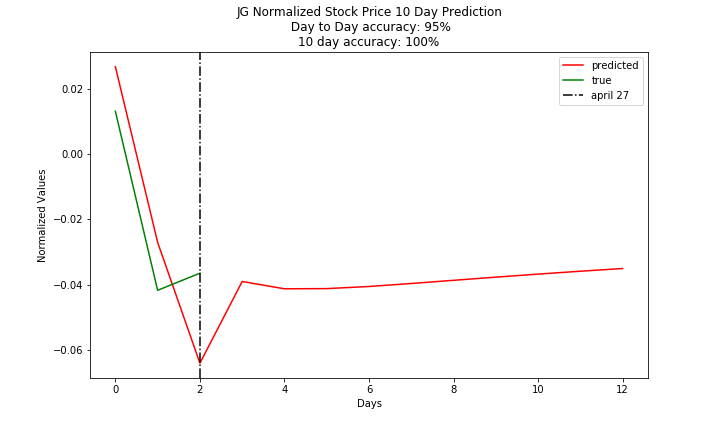 JG Normalized Stock Price 10 Day Prediction
Day to Day accuracy: 95%
10 day accuracy: 100%
predicted
true
april 27
Normalized Values
0.02
0.00
−0.02
−0.04
−0.06
0 2 4 6 8 10 12
Days